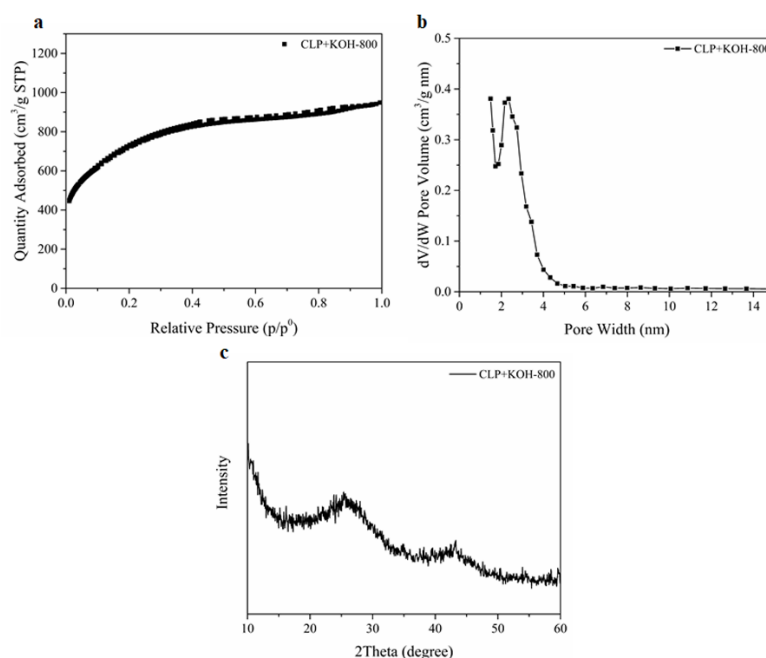 a
CLP+KOH-800
Quantity Adsorbed (cm³/g STP)
1200
1000
800
600
400
200
0
0.0 0.2 0.4 0.6 0.8 1.0
Relative Pressure (p/p⁰)
b
CLP+KOH-800
dV/dW Pore Volume (cm³/g nm)
0.5
0.4
0.3
0.2
0.1
0.0
0 2 4 6 8 10 12 14
Pore Width (nm)
c
CLP+KOH-800
Intensity
10 20 30 40 50 60
2Theta (degree)